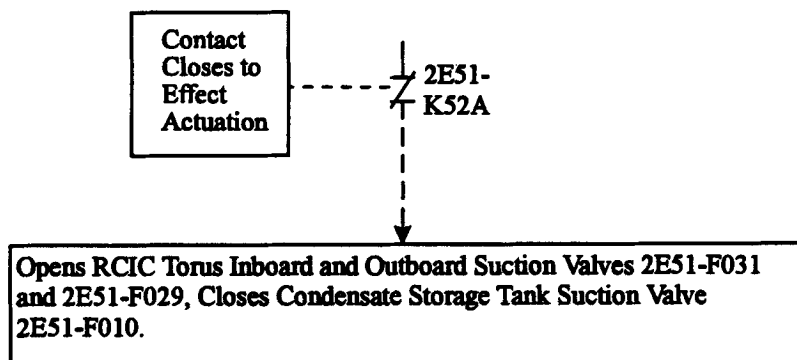 Contact
Closes to
Effect
Actuation
2E51-
K52A
Opens RCIC Torus Inboard and Outboard Suction Valves 2E51-F031
and 2E51-F029, Closes Condensate Storage Tank Suction Valve
2E51-F010.